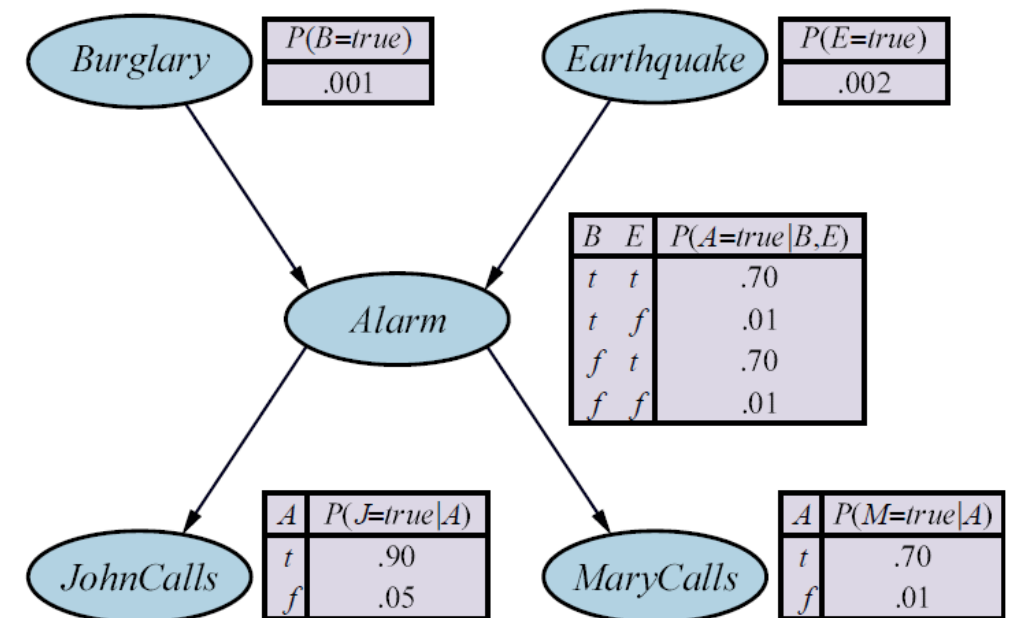 Burglary
P(B=true)
.001
Earthquake
P(E=true)
.002
B E P(A=true|B,E)
t t .70
t f .01
f t .70
f f .01
Alarm
JohnCalls
A P(J=true|A)
t .90
f .05
MaryCalls
A P(M=true|A)
t .70
f .01